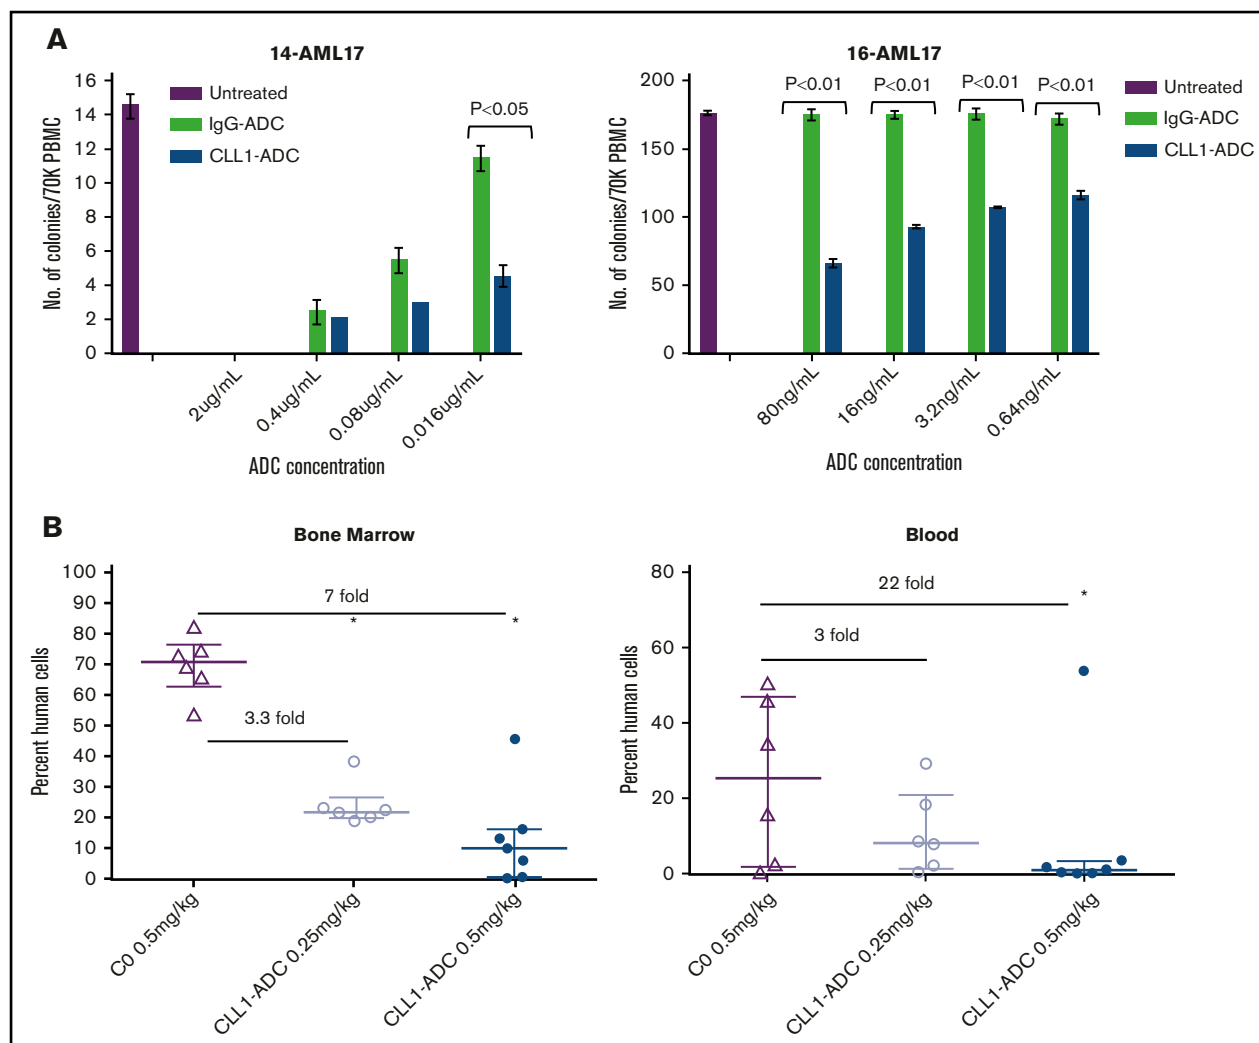 A
14-AML17
16-AML17
No. of colonies/70K PBMC
16
14
12
10
8
6
4
2
0
Untreated
IgG-ADC
CLL1-ADC
P<0.05
2ug/mL
0.4ug/mL
0.08ug/mL
0.016ug/mL
ADC concentration
No. of colonies/70K PBMC
200
150
100
50
0
P<0.01
P<0.01
P<0.01
P<0.01
Untreated
IgG-ADC
CLL1-ADC
80ng/mL
16ng/mL
3.2ng/mL
0.64ng/mL
ADC concentration
B
Bone Marrow
Percent human cells
100
90
80
70
60
50
40
30
20
10
0
7 fold
*
*
3.3 fold
C0 0.5mg/kg
CLL1-ADC 0.25mg/kg
CLL1-ADC 0.5mg/kg
Blood
Percent human cells
80
60
40
20
0
22 fold
*
3 fold
C0 0.5mg/kg
CLL1-ADC 0.25mg/kg
CLL1-ADC 0.5mg/kg